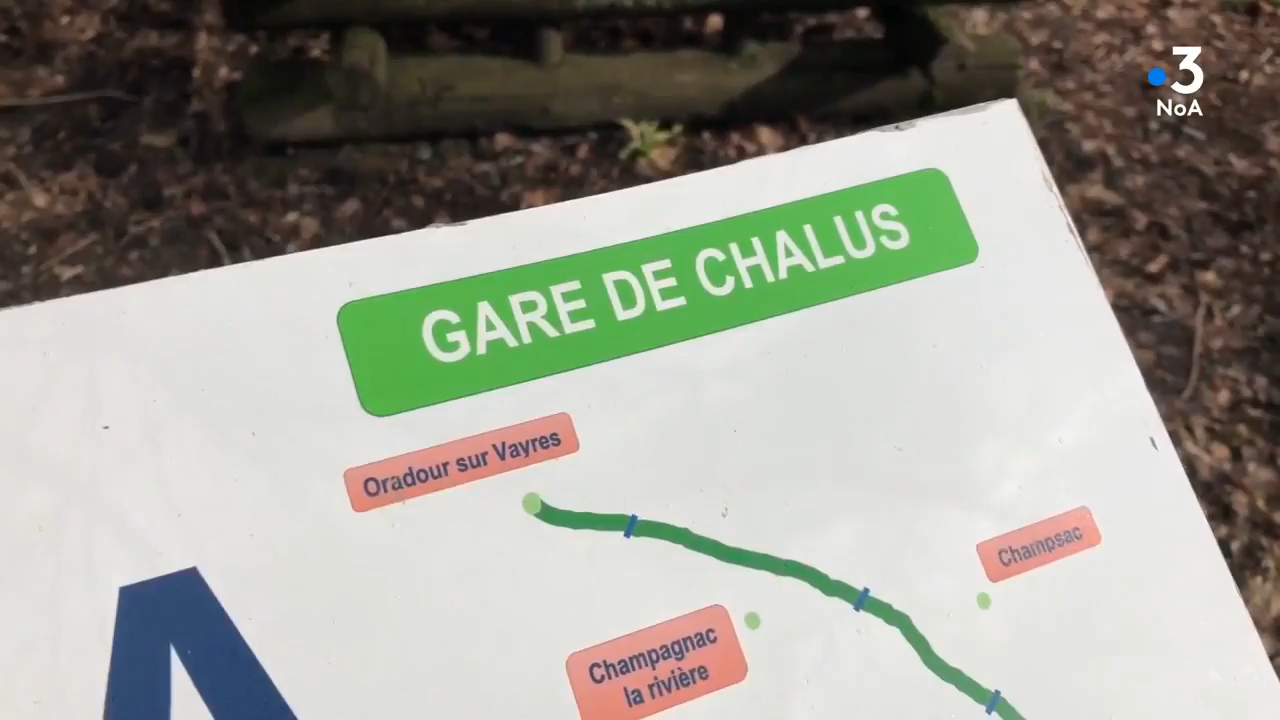 3
NoA
GARE DE CHALUS
Oradour sur Vayres
Champsac
Champagnac
la rivière